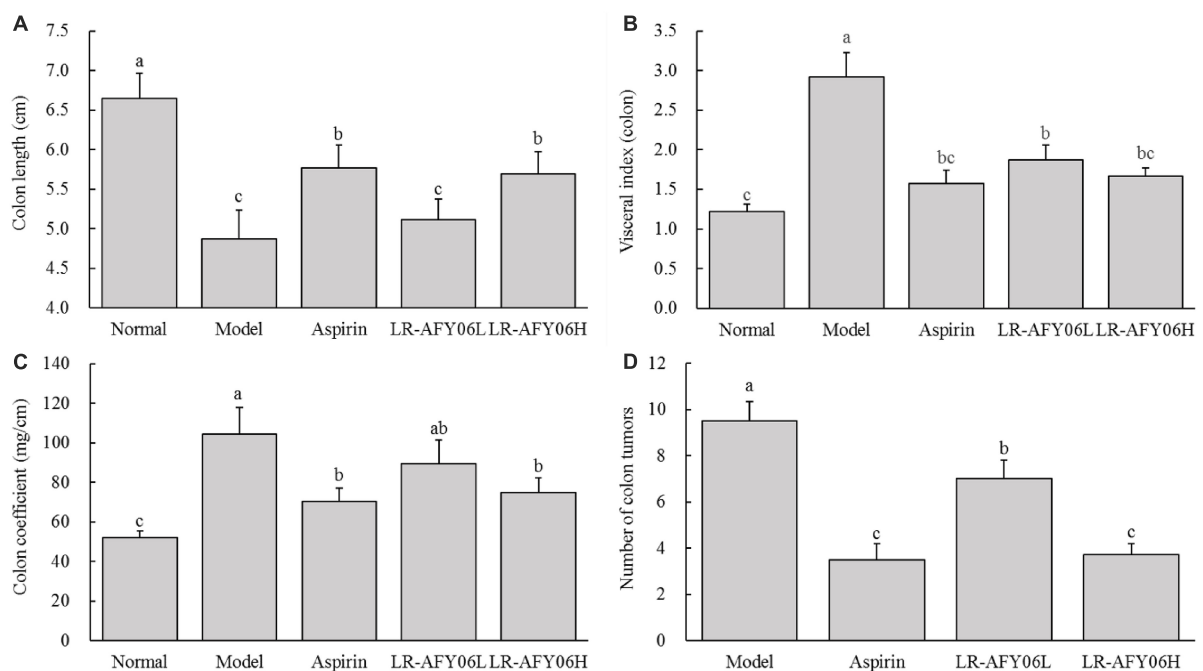 A
Colon length (cm)
7.5
7.0
6.5
6.0
5.5
5.0
4.5
4.0
a
c
b
c
b
Normal Model Aspirin LR-AFY06L LR-AFY06H
B
Visceral index (colon)
3.5
3.0
2.5
2.0
1.5
1.0
0.5
0.0
c
a
bc
b
bc
Normal Model Aspirin LR-AFY06L LR-AFY06H
C
Colon coefficient (mg/cm)
140
120
100
80
60
40
20
0
c
a
b
ab
b
Normal Model Aspirin LR-AFY06L LR-AFY06H
D
Number of colon tumors
12
10
8
6
4
2
0
a
c
b
c
Model Aspirin LR-AFY06L LR-AFY06H